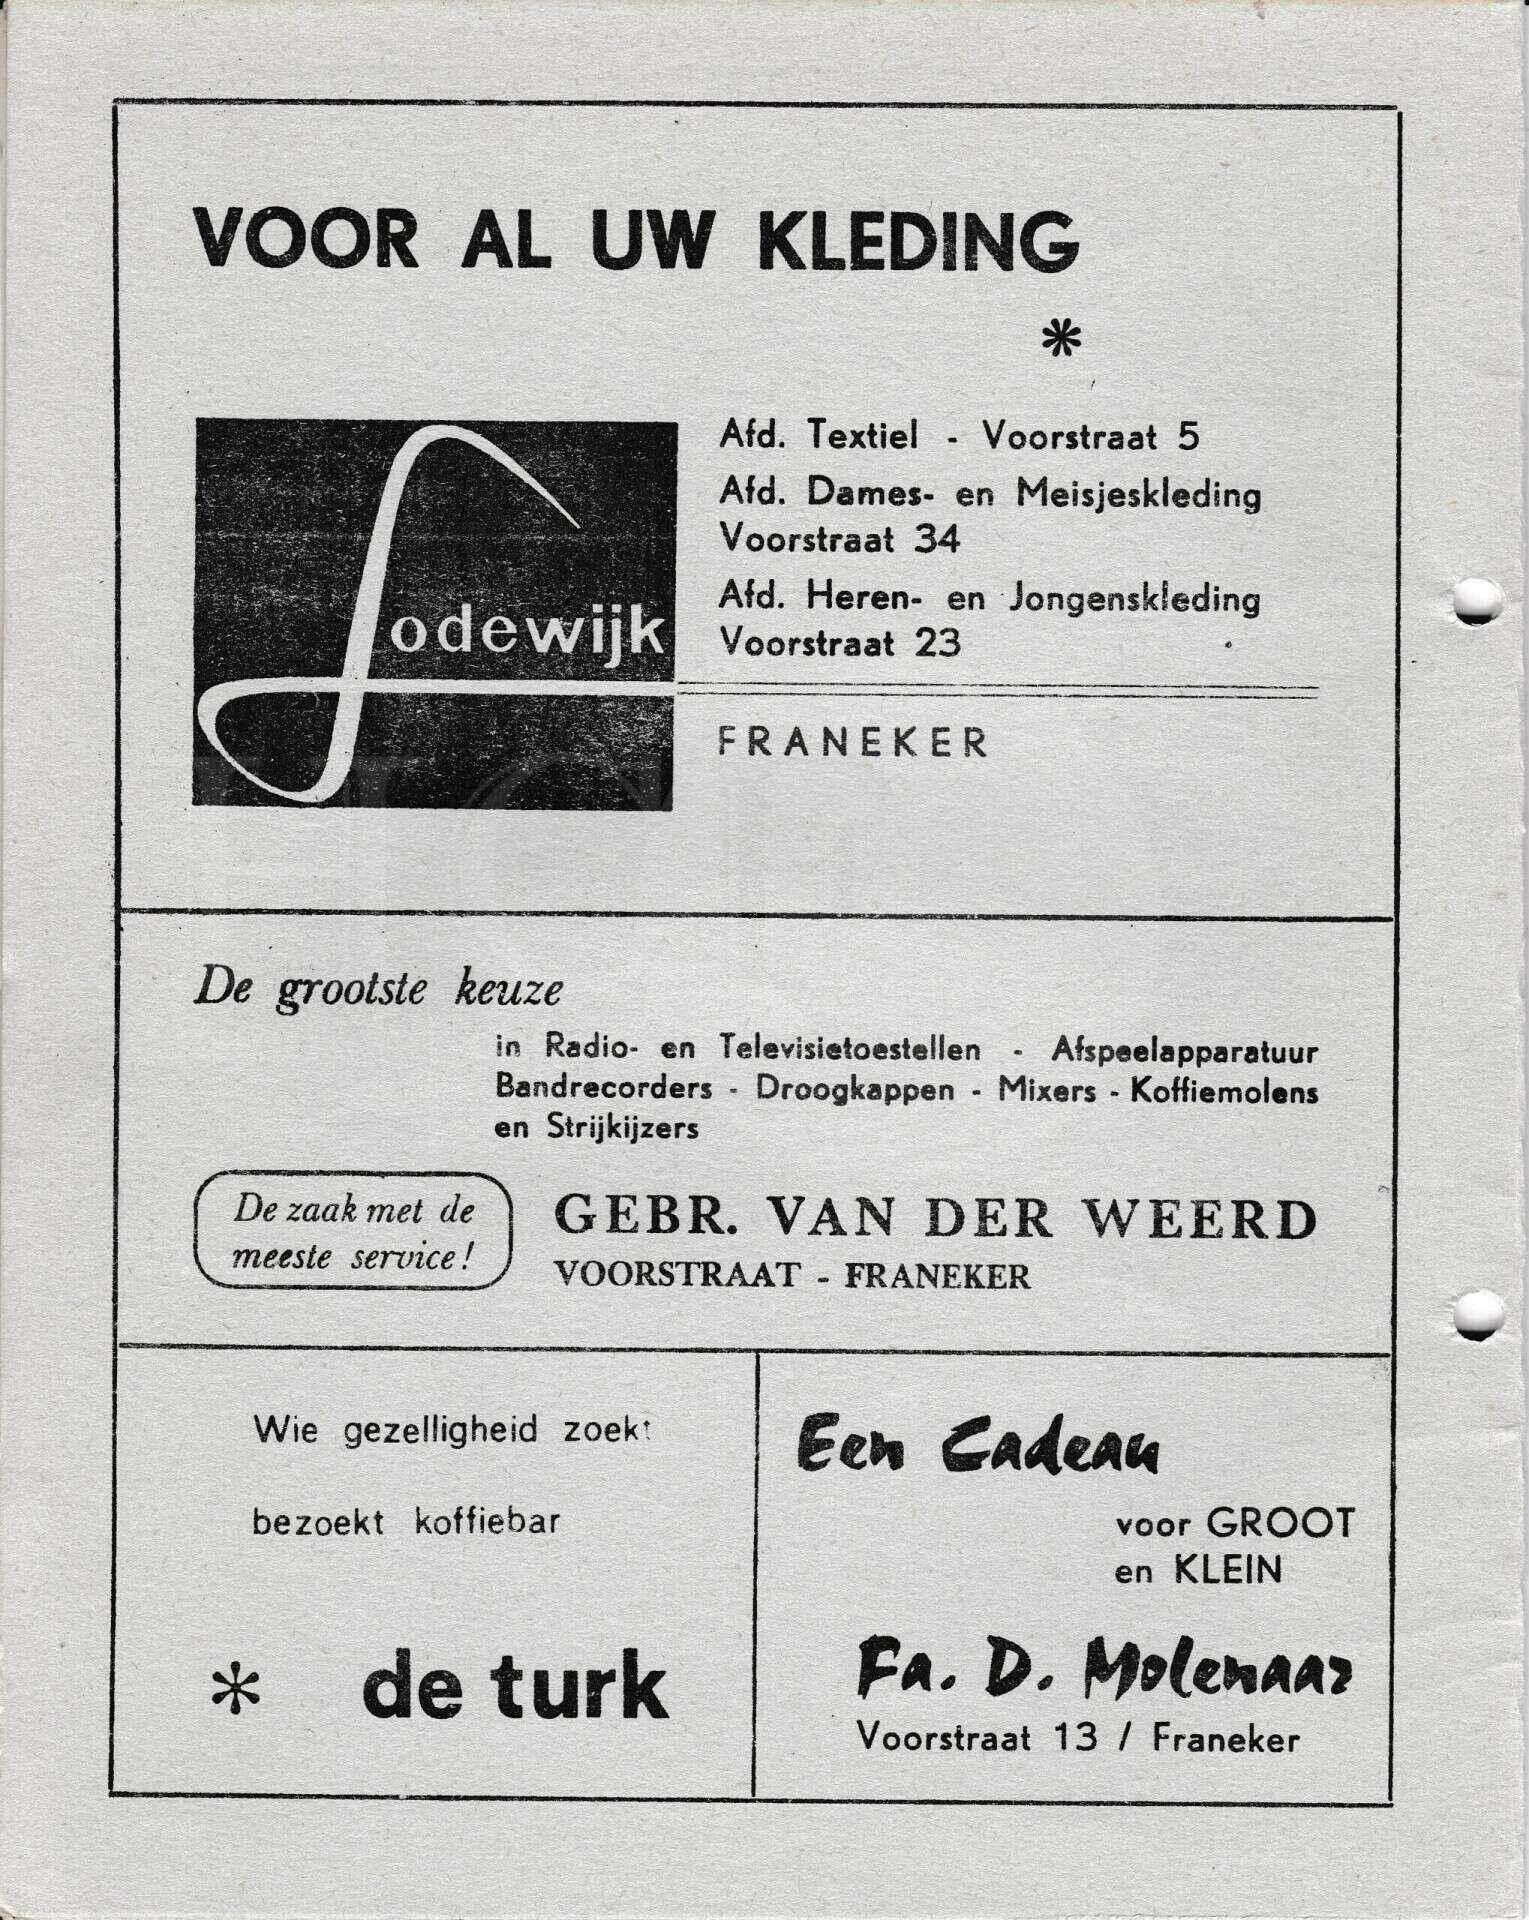 VOOR AL UW KLEDING
*
Lodewijk
Afd. Textiel - Voorstraat 5
Afd. Dames- en Meisjeskleding
Voorstraat 34
Afd. Heren- en Jongenskleding
Voorstraat 23
FRANEKER
De grootste keuze
in Radio- en Televisietoestellen - Afspeelapparatuur
Bandrecorders - Droogkappen - Mixers - Koffiemolens
en Strijkijzers
De zaak met de
meeste service!
GEBR. VAN DER WEERD
VOORSTRAAT - FRANEKER
Wie gezelligheid zoekt
bezoekt koffiebar
* de turk
Een Cadeau
voor GROOT
en KLEIN
Fa. D. Molenaar
Voorstraat 13 / Franeker